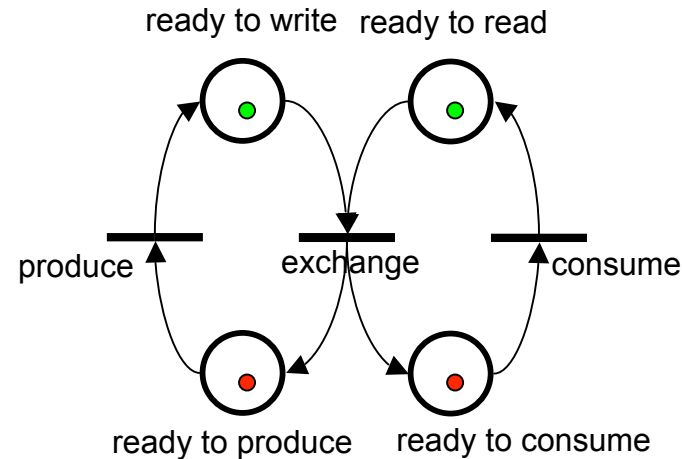 ready to write
ready to read
produce
exchange
consume
ready to produce
ready to consume